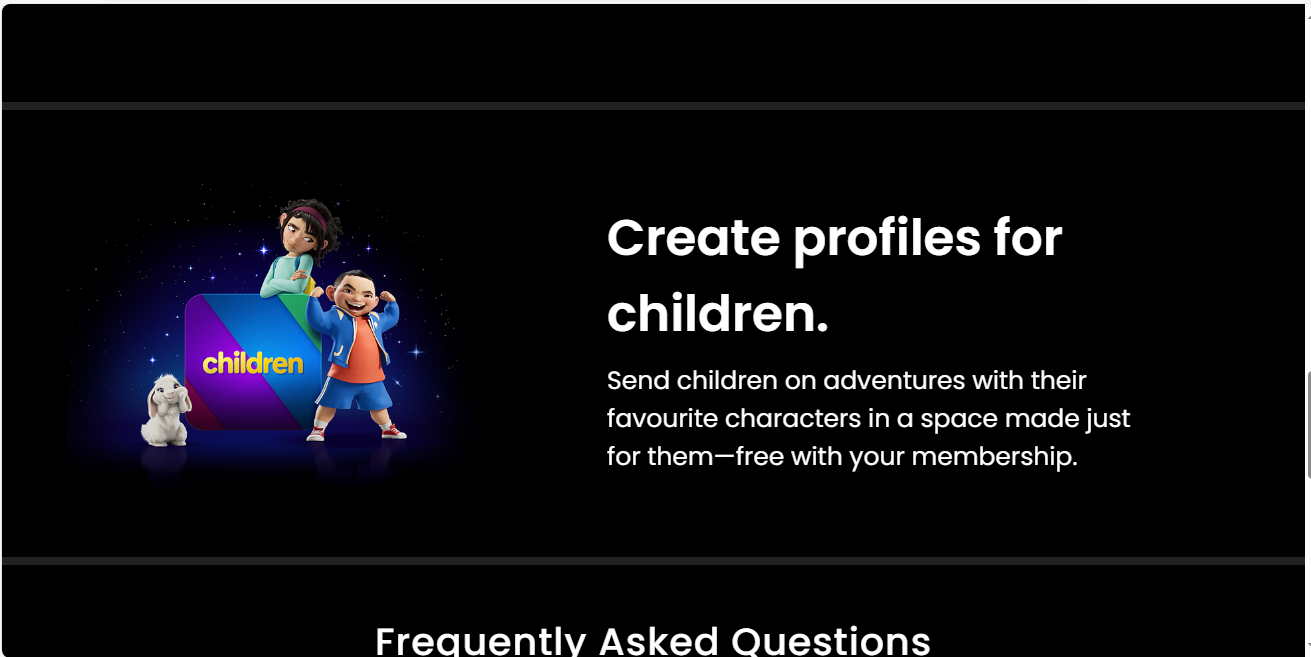 Create profiles for
children.
children
Send children on adventures with their
favourite characters in a space made just
for them—free with your membership.
Frequently Asked Questions